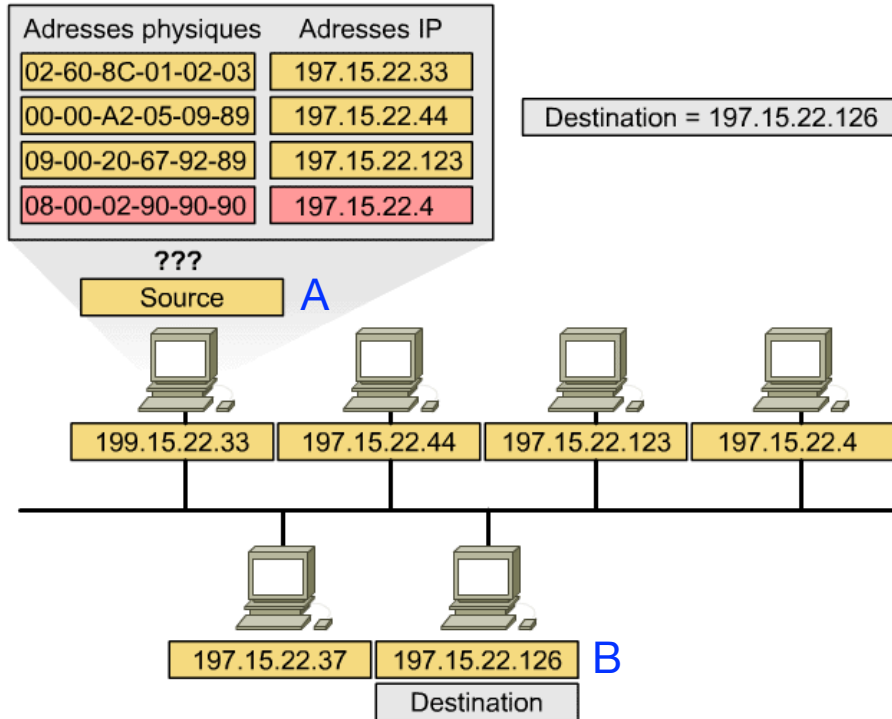 Adresses physiques Adresses IP
02-60-8C-01-02-03 197.15.22.33
00-00-A2-05-09-89 197.15.22.44
09-00-20-67-92-89 197.15.22.123
08-00-02-90-90-90 197.15.22.4
Destination = 197.15.22.126
???
Source A
199.15.22.33 197.15.22.44 197.15.22.123 197.15.22.4
197.15.22.37 197.15.22.126 B
Destination